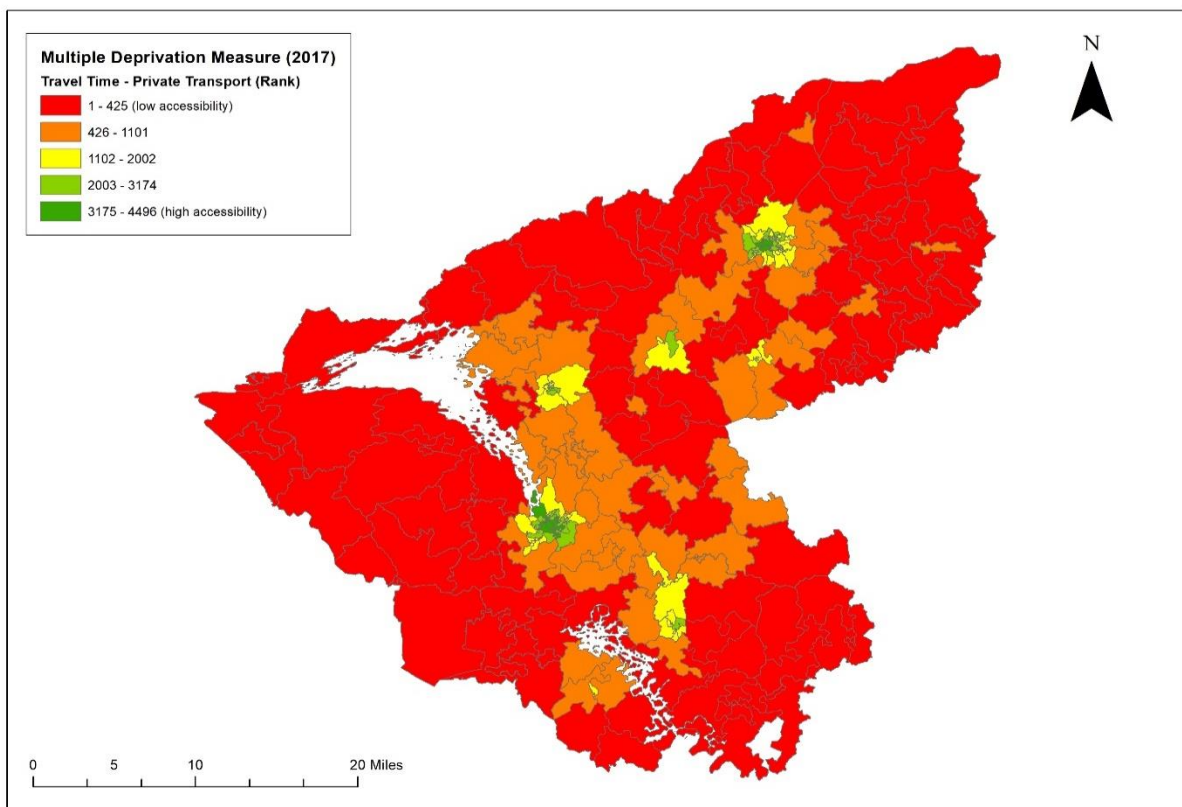 Multiple Deprivation Measure (2017)
Travel Time - Private Transport (Rank)
1 - 425 (low accessibility)
426 - 1101
1102 - 2002
2003 - 3174
3175 - 4496 (high accessibility)
N
0 5 10 20 Miles